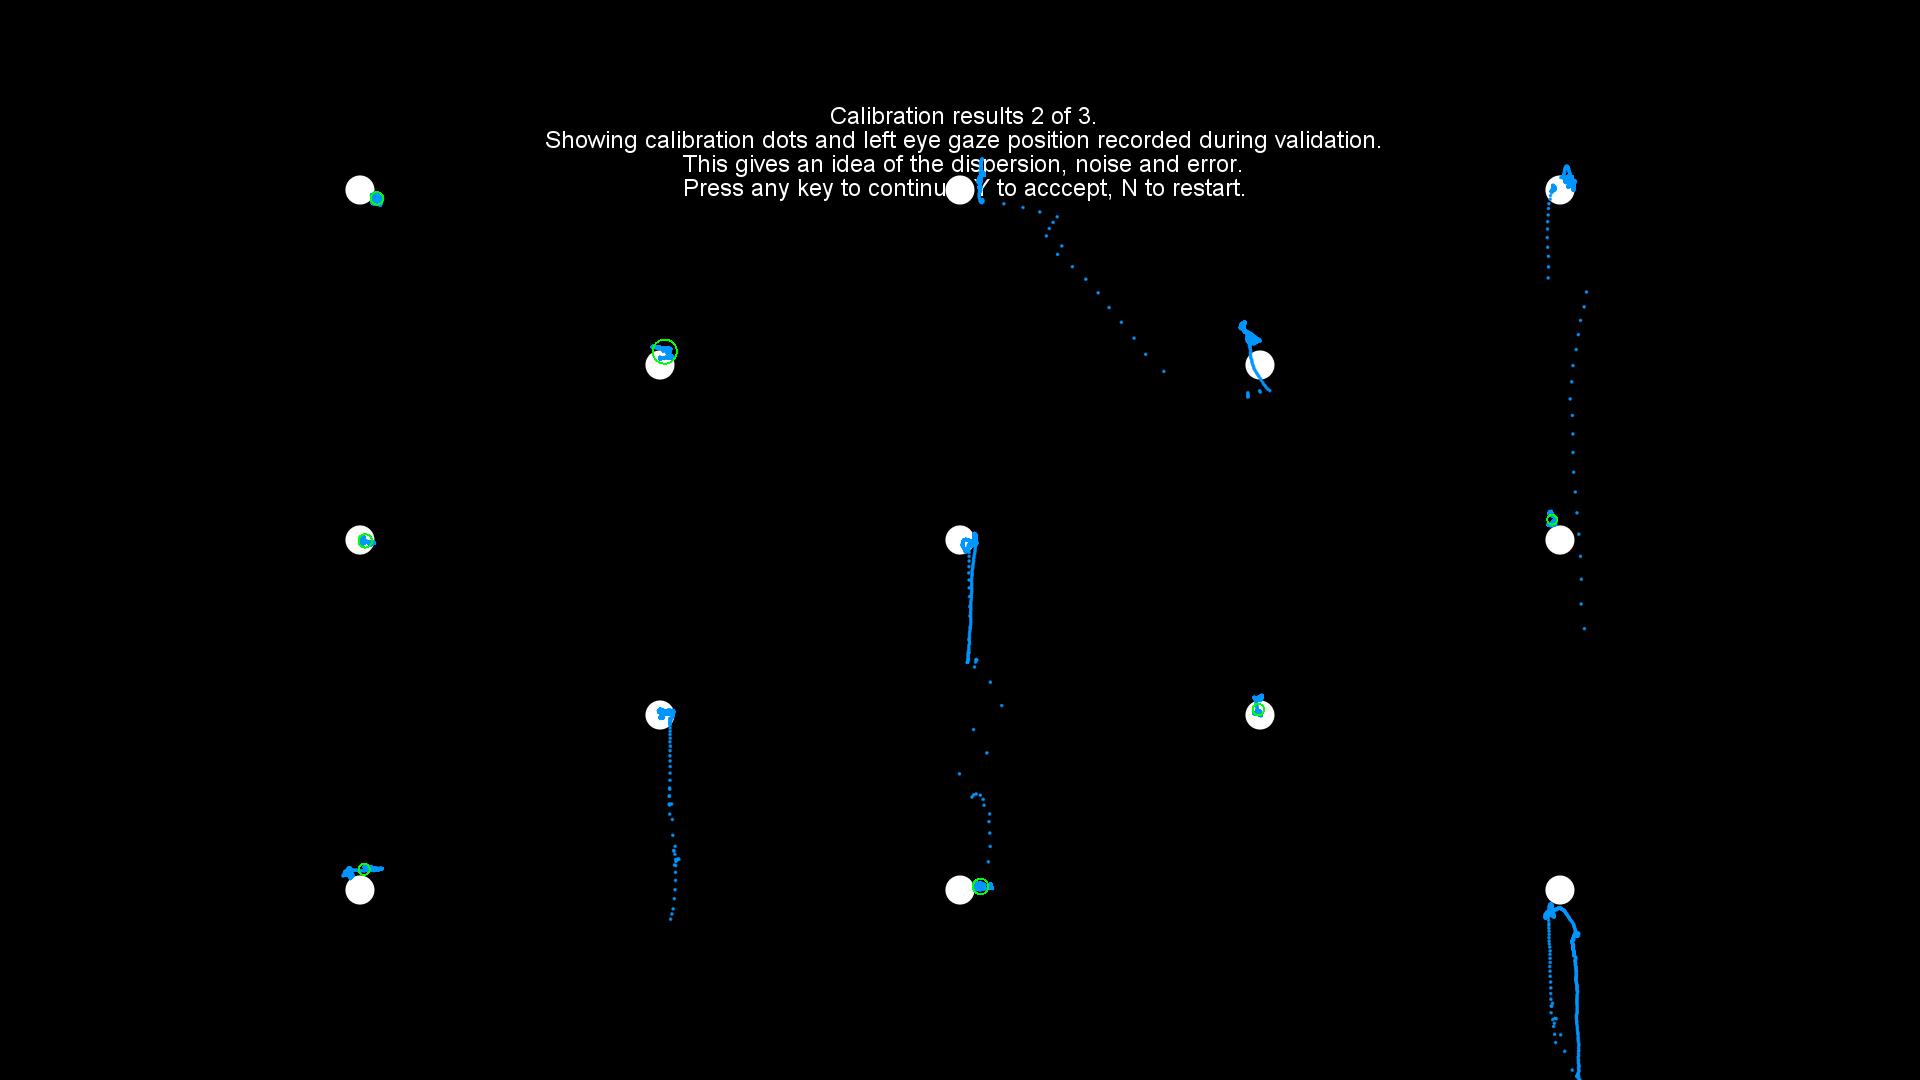 Calibration results 2 of 3.
Showing calibration dots and left eye gaze position recorded during validation.
This gives an idea of the dispersion, noise and error.
Press any key to continu Y to acccept, N to restart.